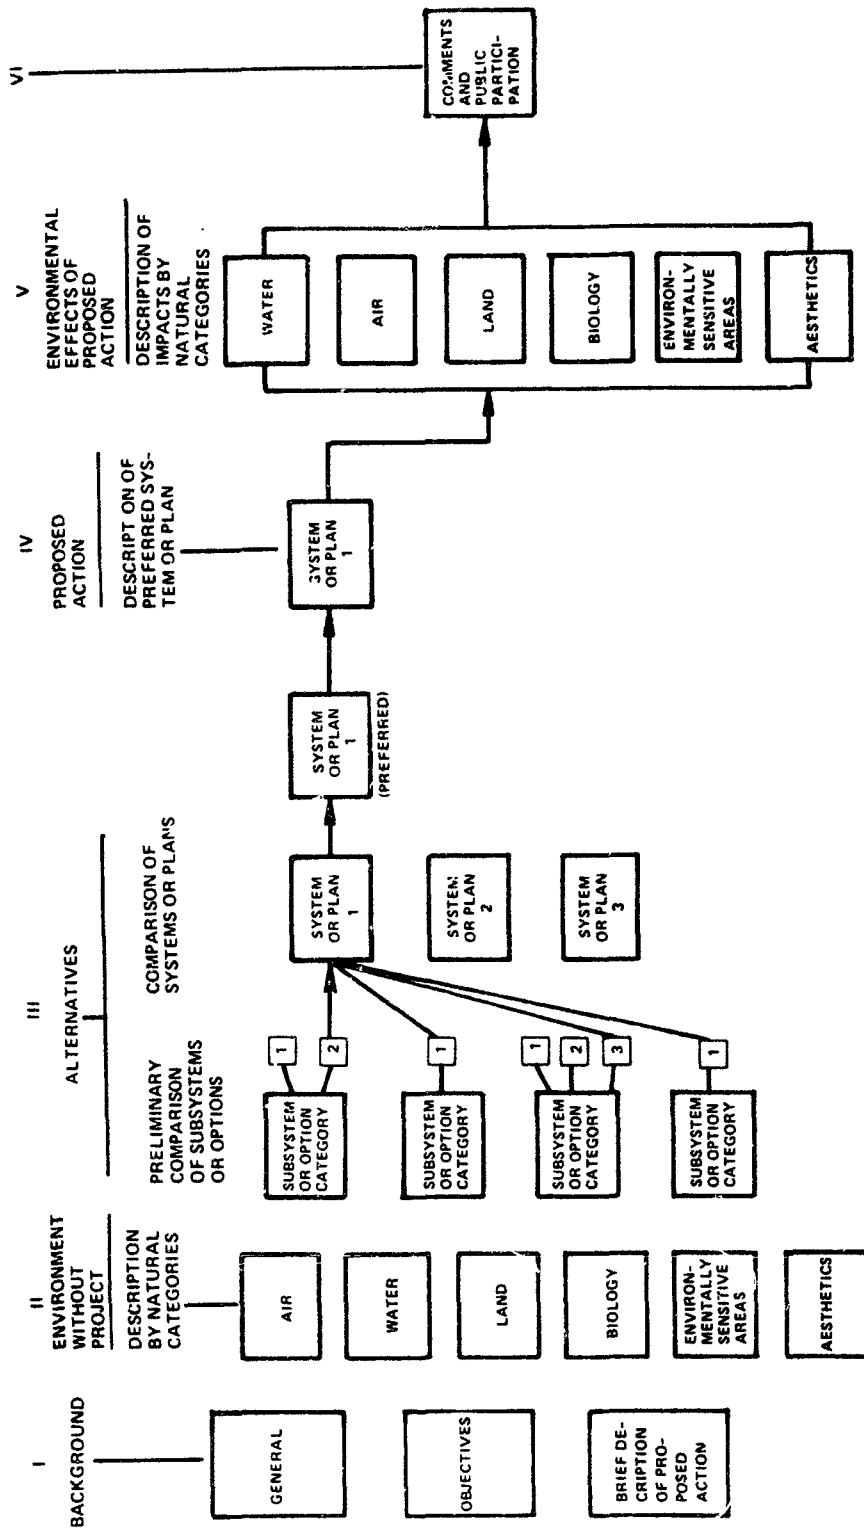 I
BACKGROUND
GENERAL
OBJECTIVES
BRIEF DE-
CRIPTION
OF PRO-
POSED
ACTION
II
ENVIRONMENT
WITHOUT
PROJECT
DESCRIPTION
BY NATURAL
CATEGORIES
AIR
WATER
LAND
BIOLOGY
ENVIRON-
MENTALLY
SENSITIVE
AREAS
AESTHETICS
III
ALTERNATIVES
PRELIMINARY
COMPARISON
OF SUBSYSTEMS
OR OPTIONS
SUBSYSTEM
OR OPTION
CATEGORY
1
2
SUBSYSTEM
OR OPTION
CATEGORY
1
SUBSYSTEM
OR OPTION
CATEGORY
1
2
3
SUBSYSTEM
OR OPTION
CATEGORY
1
COMPARISON OF
SYSTEMS OR PLANS
SYSTEM
OR PLAN
1
SYSTEM
OR PLAN
2
SYSTEM
OR PLAN
3
SYSTEM
OR PLAN
1
(PREFERRED)
IV
PROPOSED
ACTION
DESCRIPT ON OF
PREFERRED SYS-
TEM OR PLAN
SYSTEM
OR PLAN
1
V
ENVIRONMENTAL
EFFECTS OF
PROPOSED
ACTION
DESCRIPTION OF
IMPACTS BY
NATURAL
CATEGORIES
WATER
AIR
LAND
BIOLOGY
ENVIRON-
MENTALLY
SENSITIVE
AREAS
AESTHETICS
VI
COMMENTS
AND
PUBLIC
PARTICI-
PATION